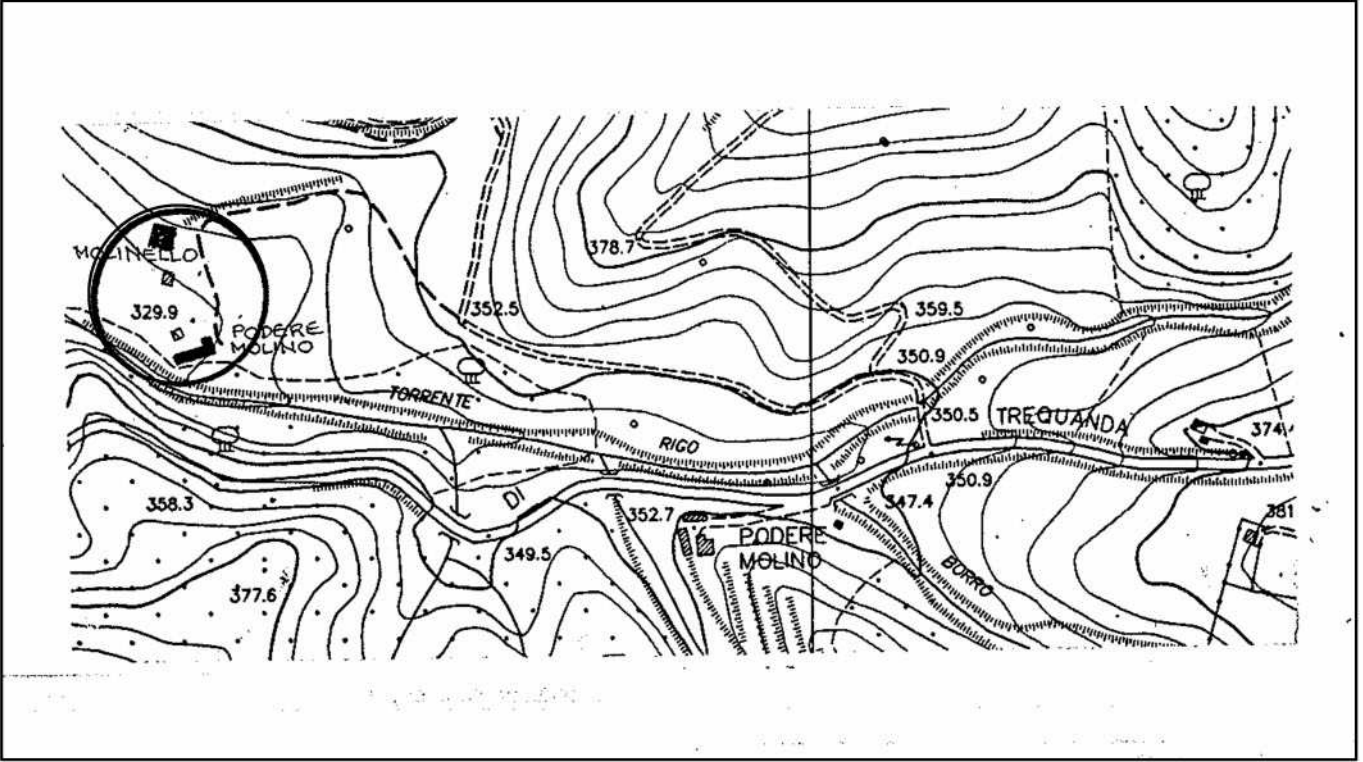 378.7
MOLINELLO
352.5
359.5
329.9
PODERE
MOLINO
350.9
TORRENTE
350.5
TREQUANDA
374
RIGO
358.3
DI
352.7
347.4
350.9
381
PODERE
MOLINO
349.5
BORRO
377.6